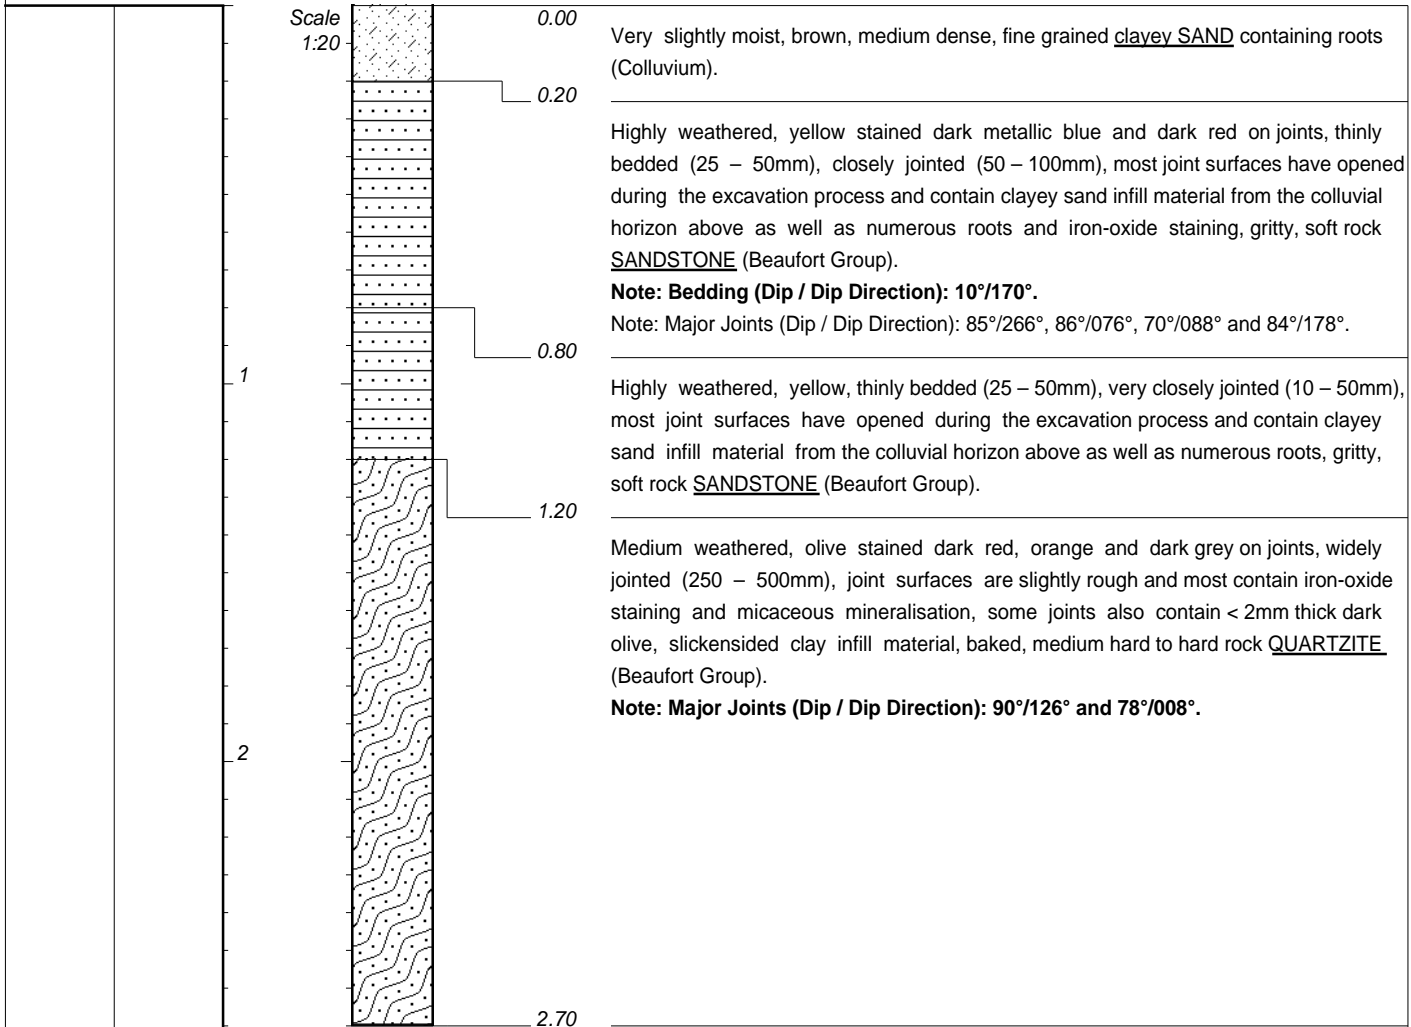 Scale
1:20
0.00
Very slightly moist, brown, medium dense, fine grained clayey SAND containing roots
(Colluvium).
0.20
Highly weathered, yellow stained dark metallic blue and dark red on joints, thinly
bedded (25 – 50mm), closely jointed (50 – 100mm), most joint surfaces have opened
during the excavation process and contain clayey sand infill material from the colluvial
horizon above as well as numerous roots and iron-oxide staining, gritty, soft rock
SANDSTONE (Beaufort Group).
Note: Bedding (Dip / Dip Direction): 10°/170°.
Note: Major Joints (Dip / Dip Direction): 85°/266°, 86°/076°, 70°/088° and 84°/178°.
0.80
1
Highly weathered, yellow, thinly bedded (25 – 50mm), very closely jointed (10 – 50mm),
most joint surfaces have opened during the excavation process and contain clayey
sand infill material from the colluvial horizon above as well as numerous roots, gritty,
soft rock SANDSTONE (Beaufort Group).
1.20
Medium weathered, olive stained dark red, orange and dark grey on joints, widely
jointed (250 – 500mm), joint surfaces are slightly rough and most contain iron-oxide
staining and micaceous mineralisation, some joints also contain < 2mm thick dark
olive, slickensided clay infill material, baked, medium hard to hard rock QUARTZITE
(Beaufort Group).
Note: Major Joints (Dip / Dip Direction): 90°/126° and 78°/008°.
2
2.70